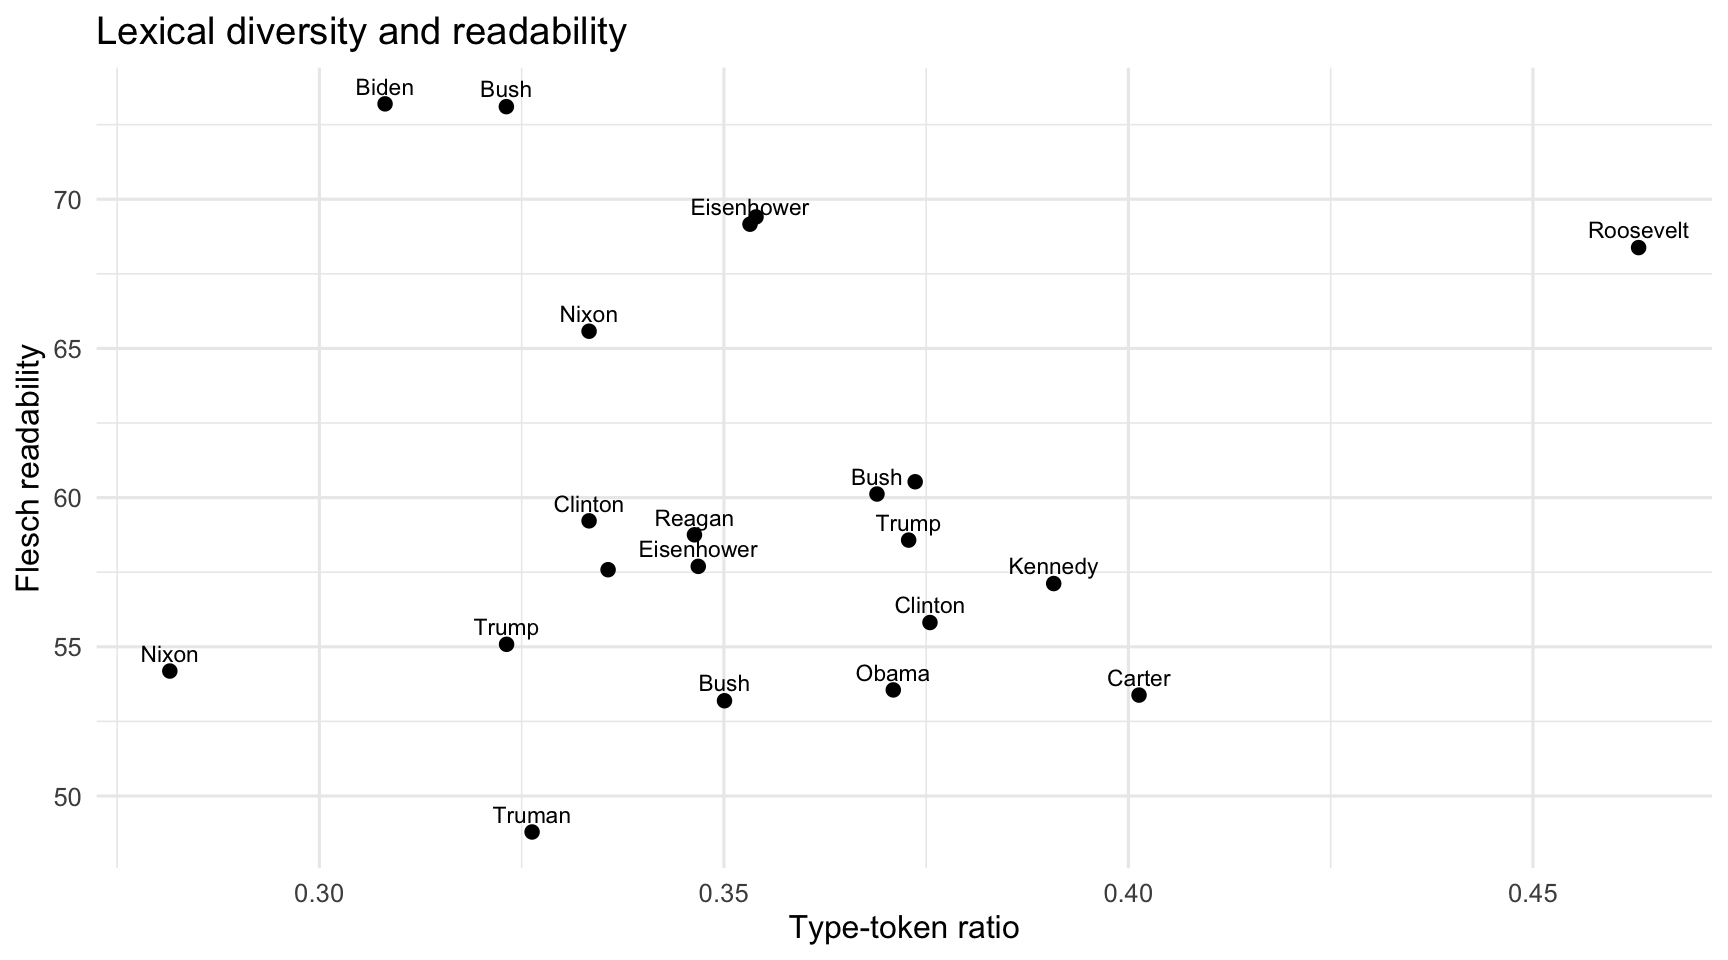 Lexical diversity and readability
Biden
Bush
70
Eisenhower
Roosevelt
Nixon
65
Flesch readability
Bush
60
Clinton
Reagan
Trump
Eisenhower
Kennedy
Clinton
Trump
55
Nixon
Obama
Carter
Bush
50
Truman
0.30
0.35
0.40
0.45
Type-token ratio